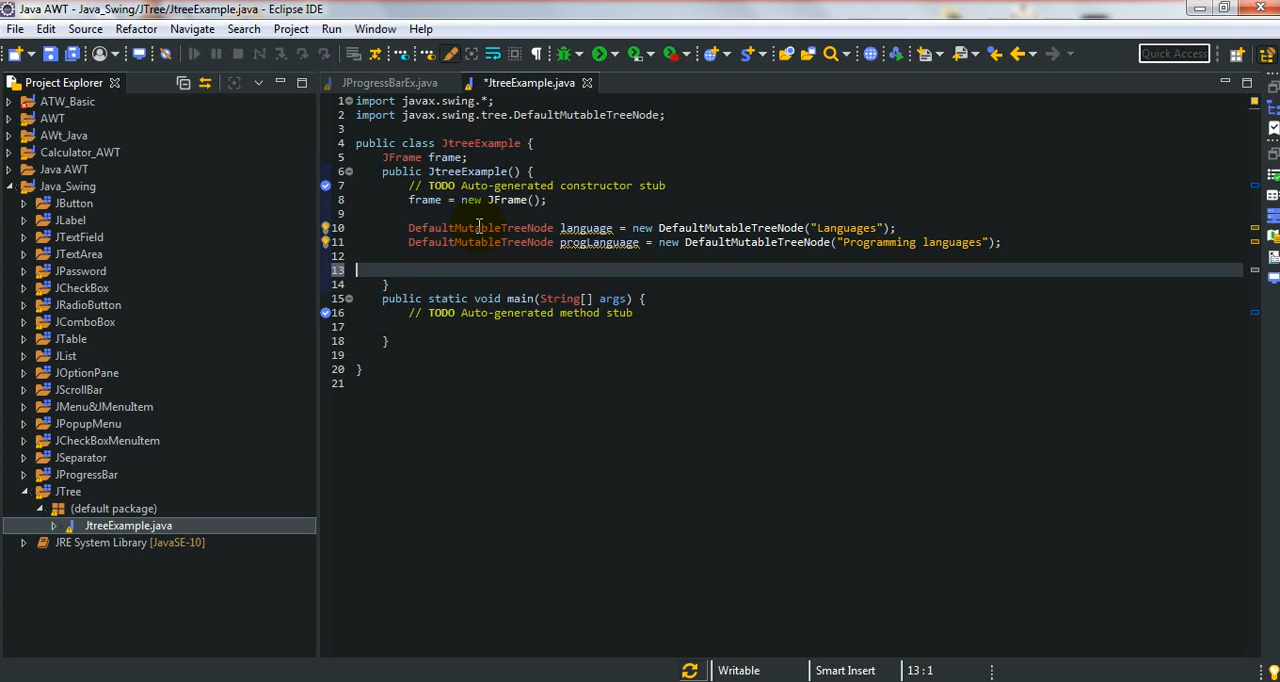 Java AWT - Java_Swing/JTree/JtreeExample.java - Eclipse IDE
File Edit Source Refactor Navigate Search Project Run Window Help
Quick Access
Project Explorer
JProgressBarEx.java
*JtreeExample.java
ATW_Basic
AWT
AWt_Java
Calculator_AWT
Java AWT
Java_Swing
JButton
JLabel
JTextField
JTextArea
JPassword
JCheckBox
JRadioButton
JComboBox
JTable
JList
JOptionPane
JScrollBar
JMenu&JMenuItem
JPopupMenu
JCheckBoxMenuItem
JSeparator
JProgressBar
JTree
(default package)
JtreeExample.java
JRE System Library [JavaSE-10]
1 import javax.swing.*;
2 import javax.swing.tree.DefaultMutableTreeNode;
3
4 public class JtreeExample {
5 JFrame frame;
6 public JtreeExample() {
7 // TODO Auto-generated constructor stub
8 frame = new JFrame();
9
10 DefaultMutableTreeNode language = new DefaultMutableTreeNode("Languages");
11 DefaultMutableTreeNode progLanguage = new DefaultMutableTreeNode("Programming languages");
12
13
14 }
15 public static void main(String[] args) {
16 // TODO Auto-generated method stub
17
18 }
19
20 }
21
Writable Smart Insert 13:1